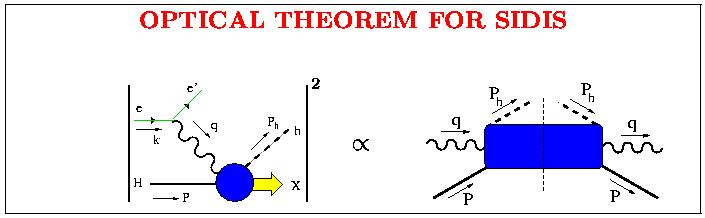 OPTICAL THEOREM FOR SIDIS
2
e e'
k q P_h h
H P X
∝
P_h P_h
q q
P P